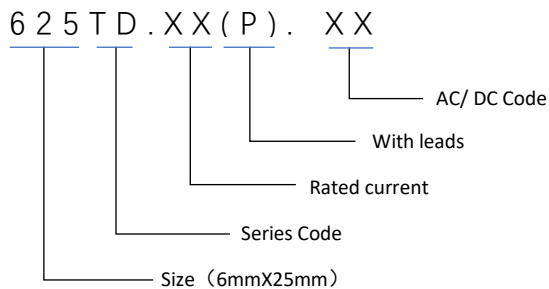 625TD.XX(P). XX
AC/ DC Code
With leads
Rated current
Series Code
Size（6mmX25mm）